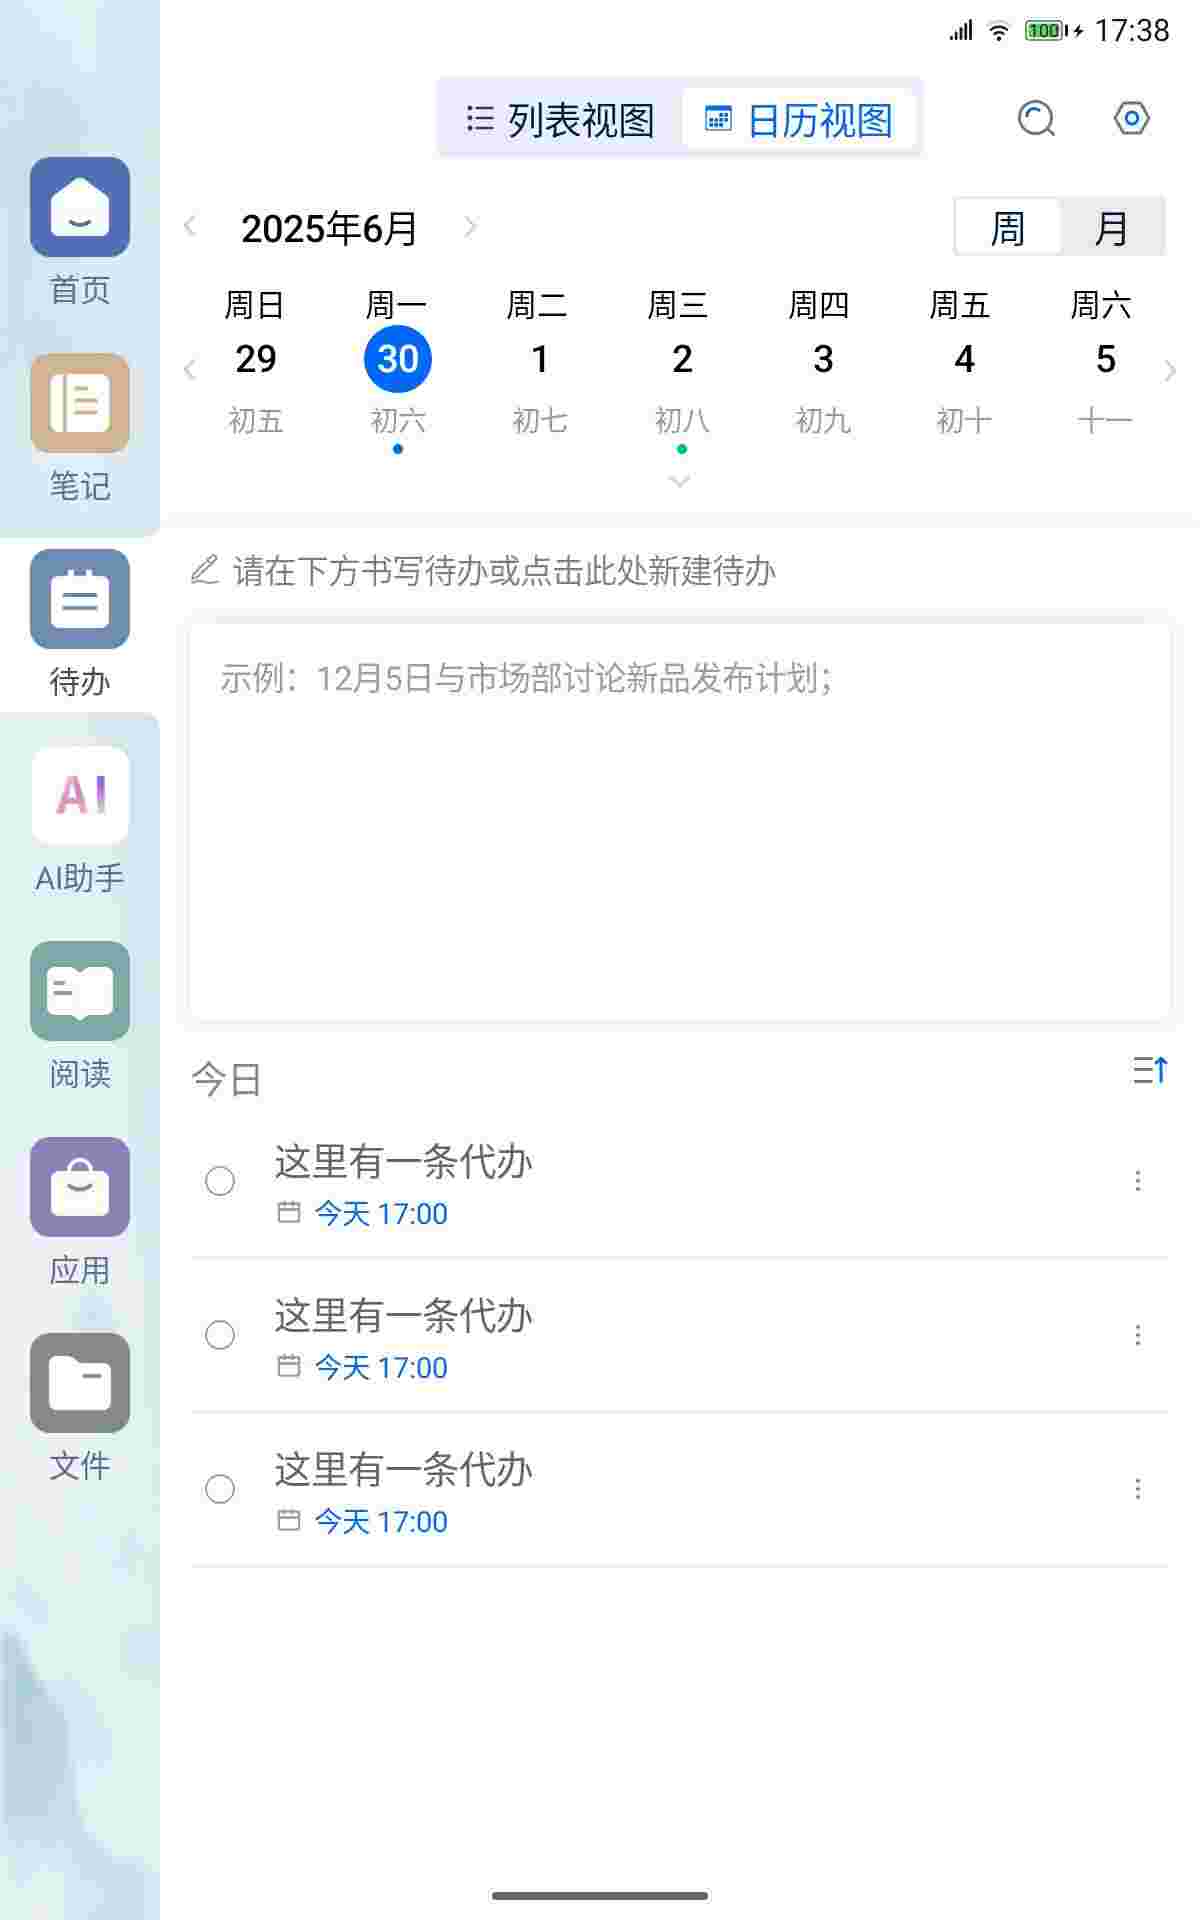 100 17:38
列表视图 日历视图
2025年6月 周 月
周日 周一 周二 周三 周四 周五 周六
29 30 1 2 3 4 5
初五 初六 初七 初八 初九 初十 十一
请在下方书写待办或点击此处新建待办
示例：12月5日与市场部讨论新品发布计划；
今日
这里有一条代办
今天 17:00
这里有一条代办
今天 17:00
这里有一条代办
今天 17:00
首页
笔记
待办
AI
AI助手
阅读
应用
文件